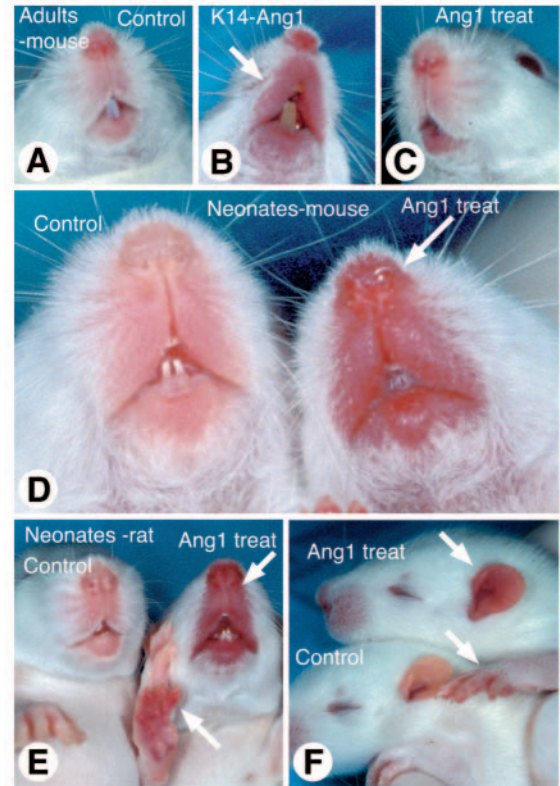 Adults
-mouse
Control
A
K14-Ang1
B
Ang1 treat
C
Control
Neonates-mouse
Ang1 treat
D
Neonates -rat
Control
Ang1 treat
E
Ang1 treat
Control
F